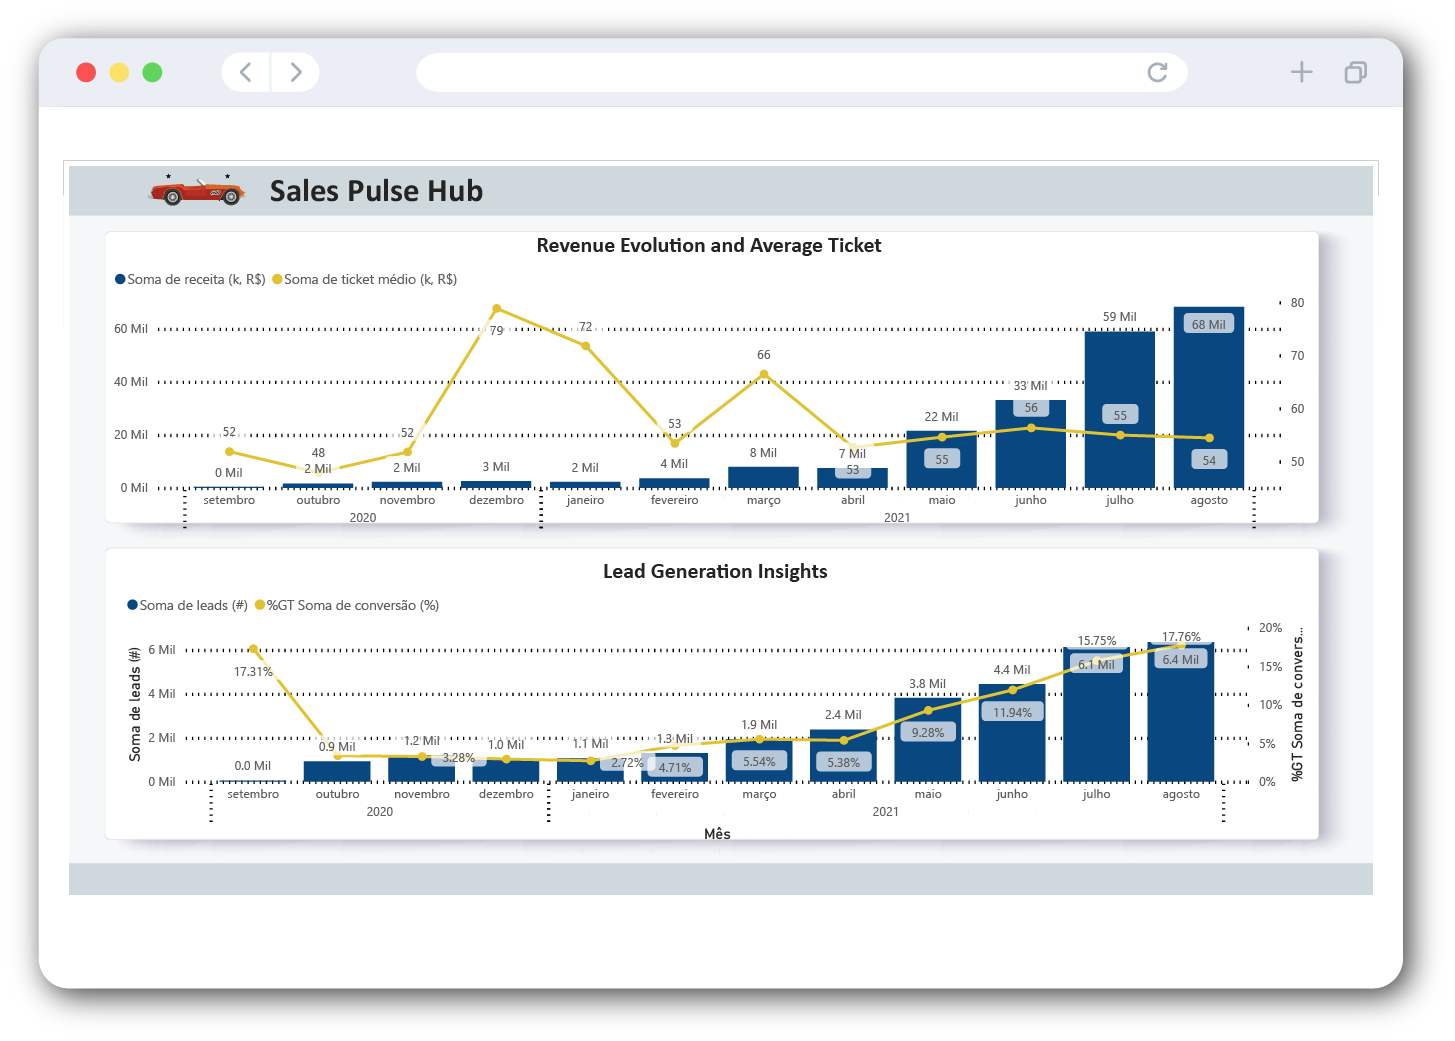 Sales Pulse Hub
Revenue Evolution and Average Ticket
Soma de receita (k, R$) Soma de ticket médio (k, R$)
80
59 Mil
60 Mil 79 72 68 Mil
66 70
40 Mil 33 Mil
56 55 60
22 Mil
20 Mil 52 52 53
48 8 Mil 7 Mil 55 54 50
0 Mil 2 Mil 2 Mil 3 Mil 2 Mil 4 Mil 53
0 Mil
setembro outubro novembro dezembro janeiro fevereiro março abril maio junho julho agosto
2020 2021
Lead Generation Insights
Soma de leads (#) %GT Soma de conversão (%)
Soma de leads (#)
%GT Soma de convers...
20%
15.75% 17.76%
6 Mil 6.1 Mil 6.4 Mil
17.31% 4.4 Mil 15%
4 Mil 3.8 Mil
11.94% 10%
1.9 Mil 2.4 Mil
9.28%
2 Mil 0.9 Mil 1.2 Mil 1.0 Mil 1.1 Mil 1.3 Mil 5%
0.0 Mil 3.28% 2.72% 4.71% 5.54% 5.38%
0 Mil 0%
setembro outubro novembro dezembro janeiro fevereiro março abril maio junho julho agosto
2020 2021
Mês